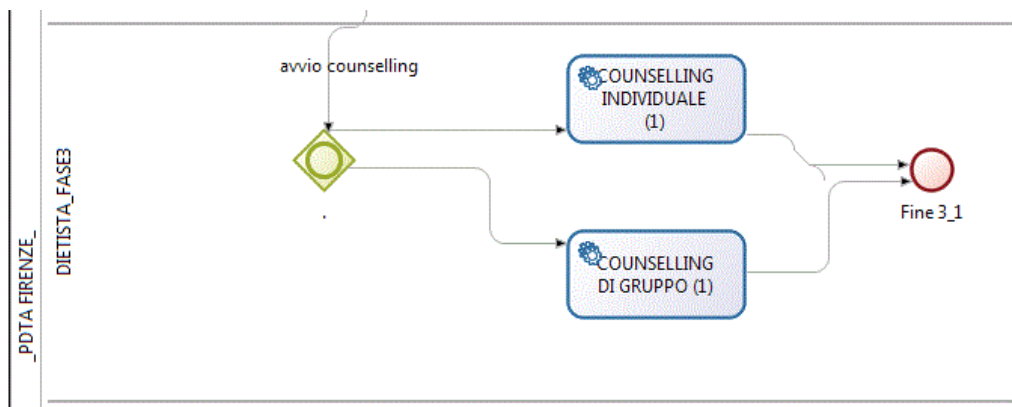 _PDTA FIRENZE_
DIETISTA_FASE3
avvio counselling
.
COUNSELLING
INDIVIDUALE
(1)
COUNSELLING
DI GRUPPO (1)
Fine 3_1